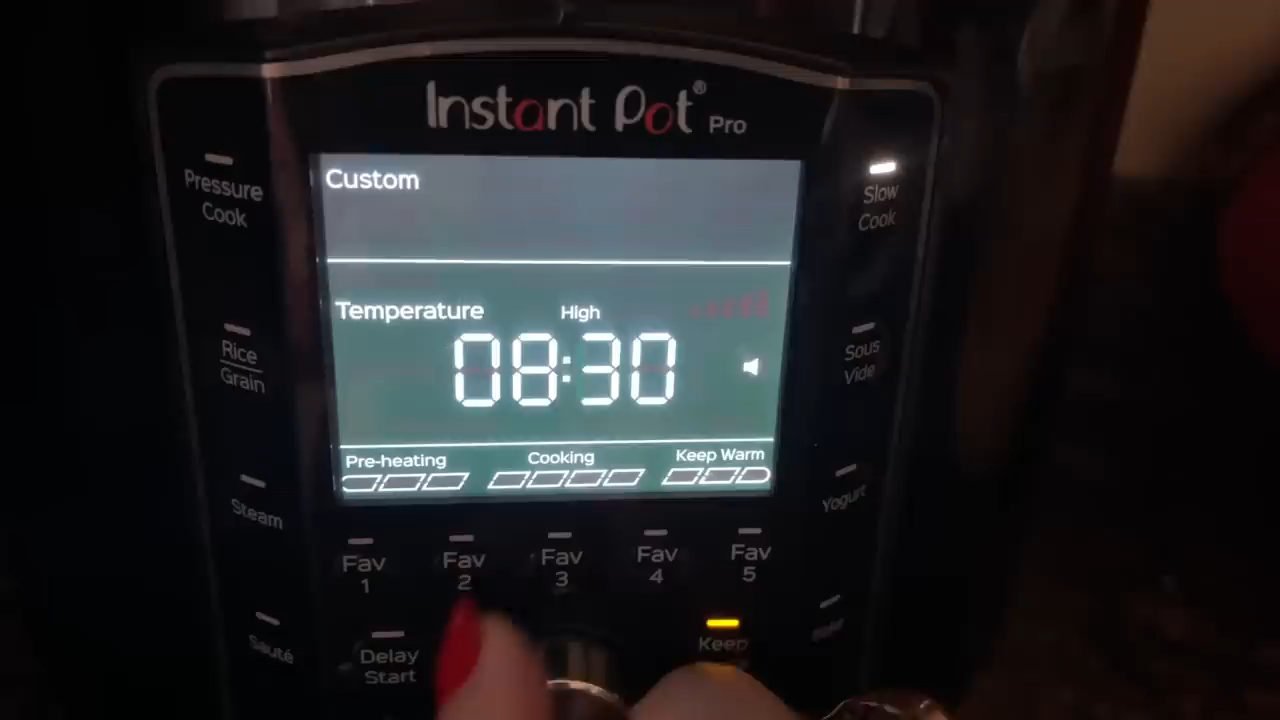 Instant Pot® Pro
Custom
Temperature High
08:30
Pre-heating Cooking Keep Warm
Pressure
Cook
Rice
Grain
Steam
Sauté
Slow
Cook
Sous
Vide
Yogurt
Fav
1
Fav
2
Fav
3
Fav
4
Fav
5
Delay
Start
Keep